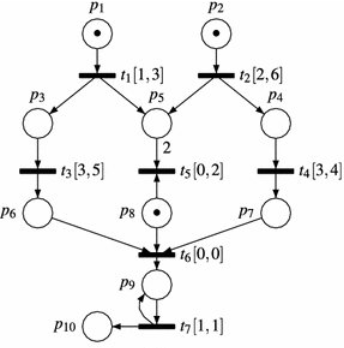 p1 p2
t1[1,3] t2[2,6]
p3 p5 p4
2
t3[3,5] t5[0,2] t4[3,4]
p6 p8 p7
t6[0,0]
p9
p10 t7[1,1]